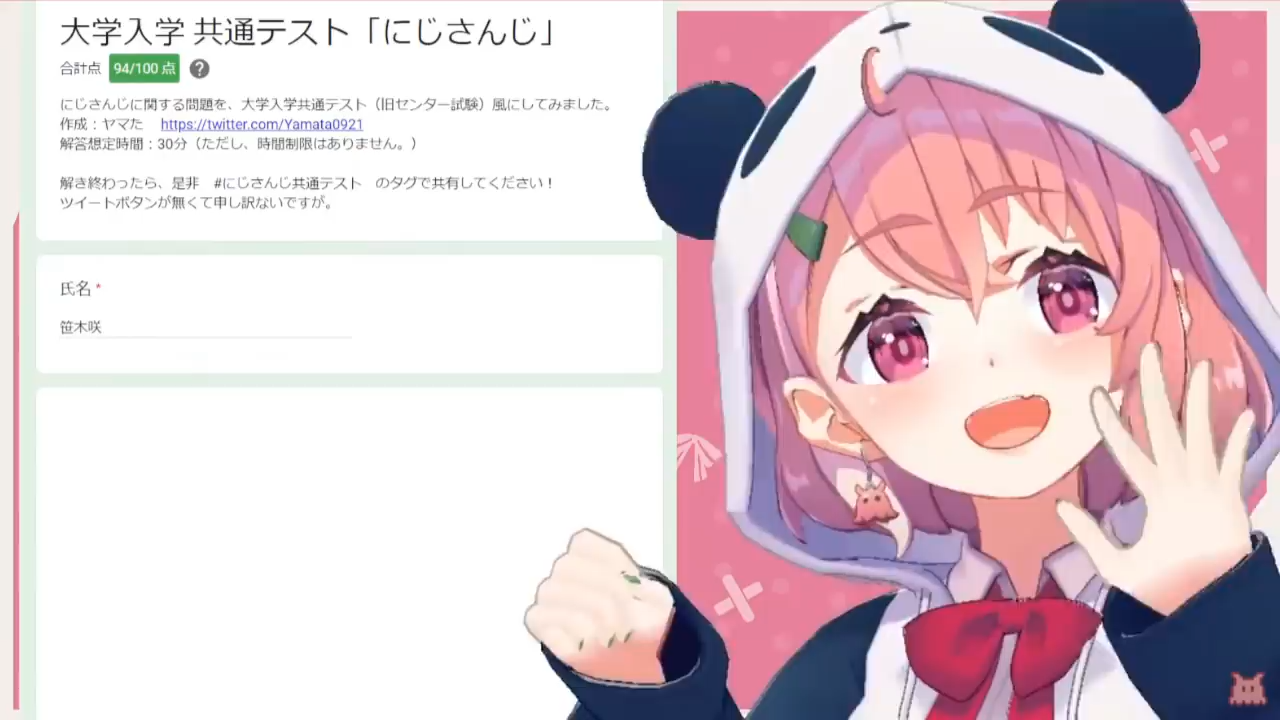 大学入学 共通テスト「にじさんじ」
合計点 94/100 点 ?
にじさんじに関する問題を、大学入学共通テスト（旧センター試験）風にしてみました。
作成：ヤマた https://twitter.com/Yamata0921
解答想定時間：30分（ただし、時間制限はありません。）
解き終わったら、是非 #にじさんじ共通テスト のタグで共有してください！
ツイートボタンが無くて申し訳ないですが。
氏名 *
笹木咲